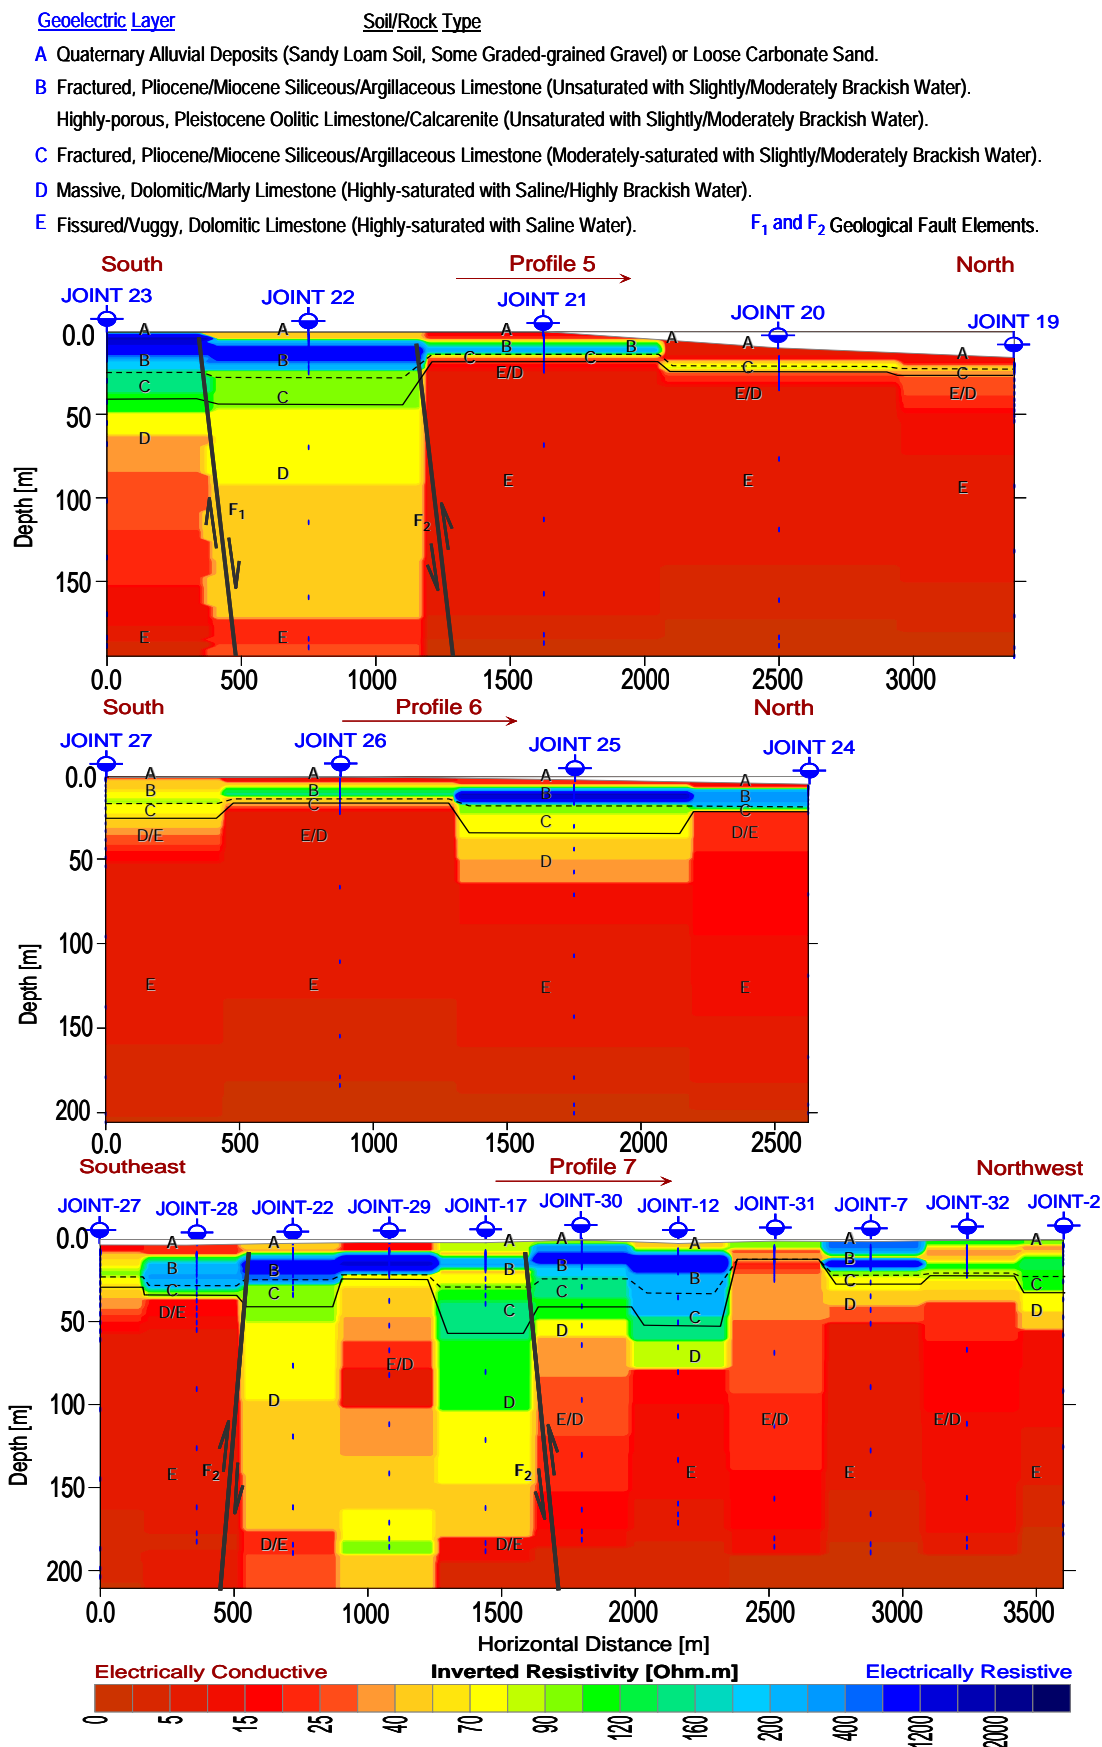 Geoelectric Layer Soil/Rock Type
A Quaternary Alluvial Deposits (Sandy Loam Soil, Some Graded-grained Gravel) or Loose Carbonate Sand.
B Fractured, Pliocene/Miocene Siliceous/Argillaceous Limestone (Unsaturated with Slightly/Moderately Brackish Water).
Highly-porous, Pleistocene Oolitic Limestone/Calcarenite (Unsaturated with Slightly/Moderately Brackish Water).
C Fractured, Pliocene/Miocene Siliceous/Argillaceous Limestone (Moderately-saturated with Slightly/Moderately Brackish Water).
D Massive, Dolomitic/Marly Limestone (Highly-saturated with Saline/Highly Brackish Water).
E Fissured/Vuggy, Dolomitic Limestone (Highly-saturated with Saline Water). F1 and F2 Geological Fault Elements.
South Profile 5 North
JOINT 23 JOINT 22 JOINT 21 JOINT 20 JOINT 19
0.0 A A A A A A
B B B B
C C C C C C
E/D E/D E/D
50
D D
E E E
100
F1 F2
Depth [m]
150
E E
0.0 500 1000 1500 2000 2500 3000
South Profile 6 North
JOINT 27 JOINT 26 JOINT 25 JOINT 24
0.0 A A A A
B B B B
C C C C
D/E E/D D/E
50 D
100
E E E E
Depth [m]
150
200
0.0 500 1000 1500 2000 2500
Southeast Profile 7 Northwest
JOINT-27 JOINT-28 JOINT-22 JOINT-29 JOINT-17 JOINT-30 JOINT-12 JOINT-31 JOINT-7 JOINT-32 JOINT-2
0.0 A A A A A A
B B B B B B
C C C C C C C
D/E D D
50 D D
E/D
100 D D
E/D E/D E/D
Depth [m]
E F2 F2 E E E
150
D/E D/E
200
0.0 500 1000 1500 2000 2500 3000 3500
Horizontal Distance [m]
Electrically Conductive Inverted Resistivity [Ohm.m] Electrically Resistive
0 5 15 25 40 70 90 120 160 200 400 1200 2000